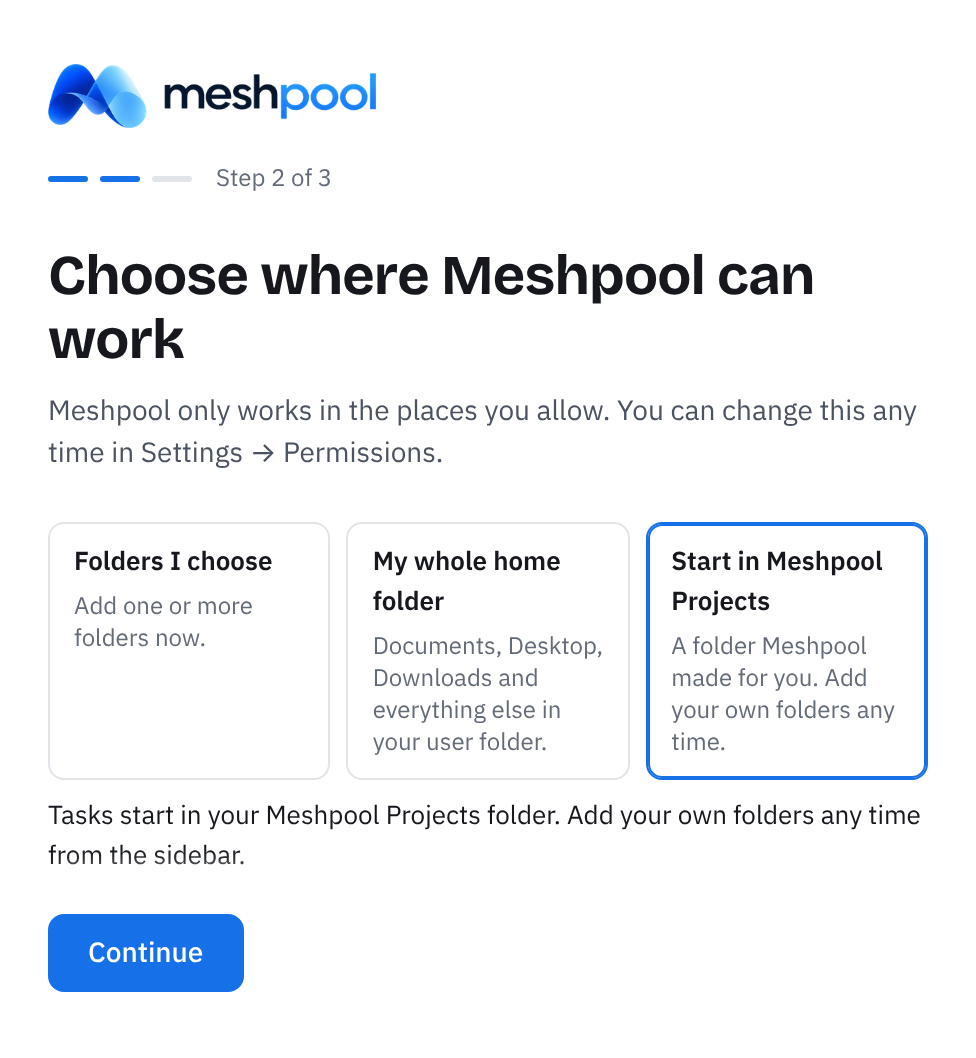 meshpool
Step 2 of 3
Choose where Meshpool can
work
Meshpool only works in the places you allow. You can change this any
time in Settings → Permissions.
Folders I choose
Add one or more
folders now.
My whole home
folder
Documents, Desktop,
Downloads and
everything else in
your user folder.
Start in Meshpool
Projects
A folder Meshpool
made for you. Add
your own folders any
time.
Tasks start in your Meshpool Projects folder. Add your own folders any time
from the sidebar.
Continue